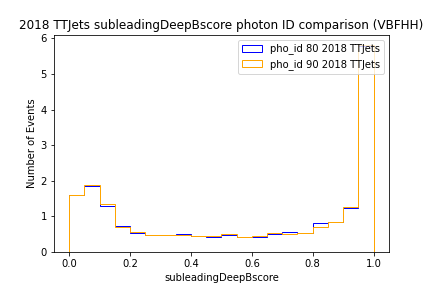 2018 TTJets subleadingDeepBscore photon ID comparison (VBFHH)
pho_id 80 2018 TTJets
pho_id 90 2018 TTJets
6
5
4
3
2
1
0
Number of Events
0.0 0.2 0.4 0.6 0.8 1.0
subleadingDeepBscore